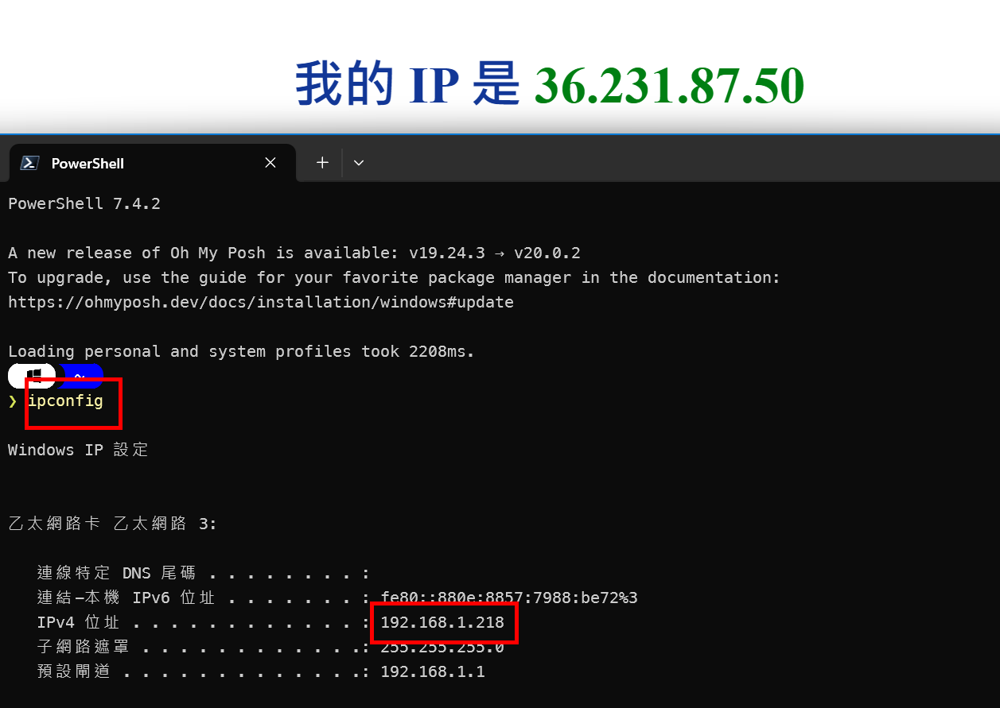 我的 IP 是 36.231.87.50
PowerShell
PowerShell 7.4.2
A new release of Oh My Posh is available: v19.24.3 → v20.0.2
To upgrade, use the guide for your favorite package manager in the documentation:
https://ohmyposh.dev/docs/installation/windows#update
Loading personal and system profiles took 2208ms.
~
❯ ipconfig
Windows IP 設定
乙太網路卡 乙太網路 3:
連線特定 DNS 尾碼 . . . . . . . . :
連結-本機 IPv6 位址 . . . . . . . : fe80::880e:8857:7988:be72%3
IPv4 位址 . . . . . . . . . . . . : 192.168.1.218
子網路遮罩 . . . . . . . . . . . .: 255.255.255.0
預設閘道 . . . . . . . . . . . . .: 192.168.1.1